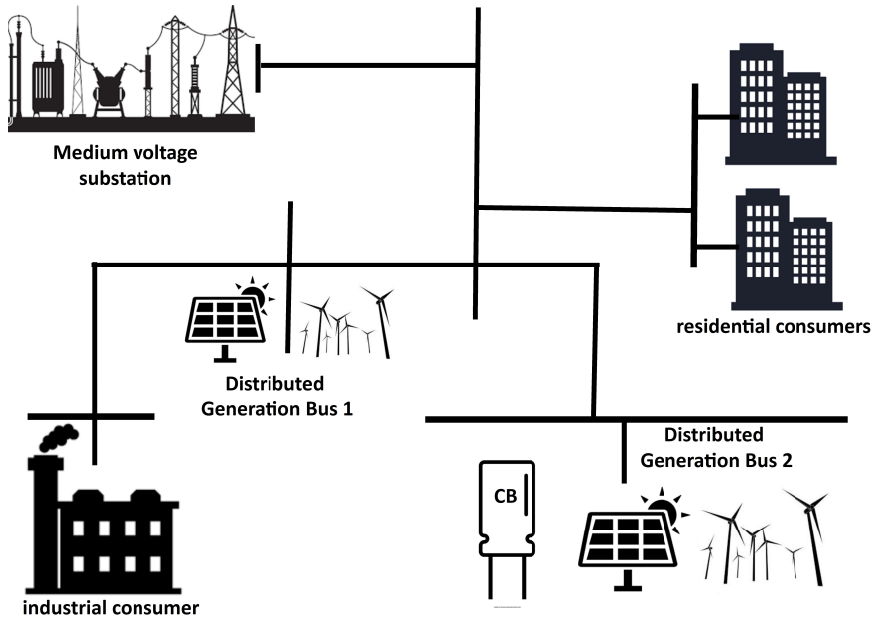 Medium voltage
substation
residential consumers
Distributed
Generation Bus 1
Distributed
Generation Bus 2
CB
industrial consumer